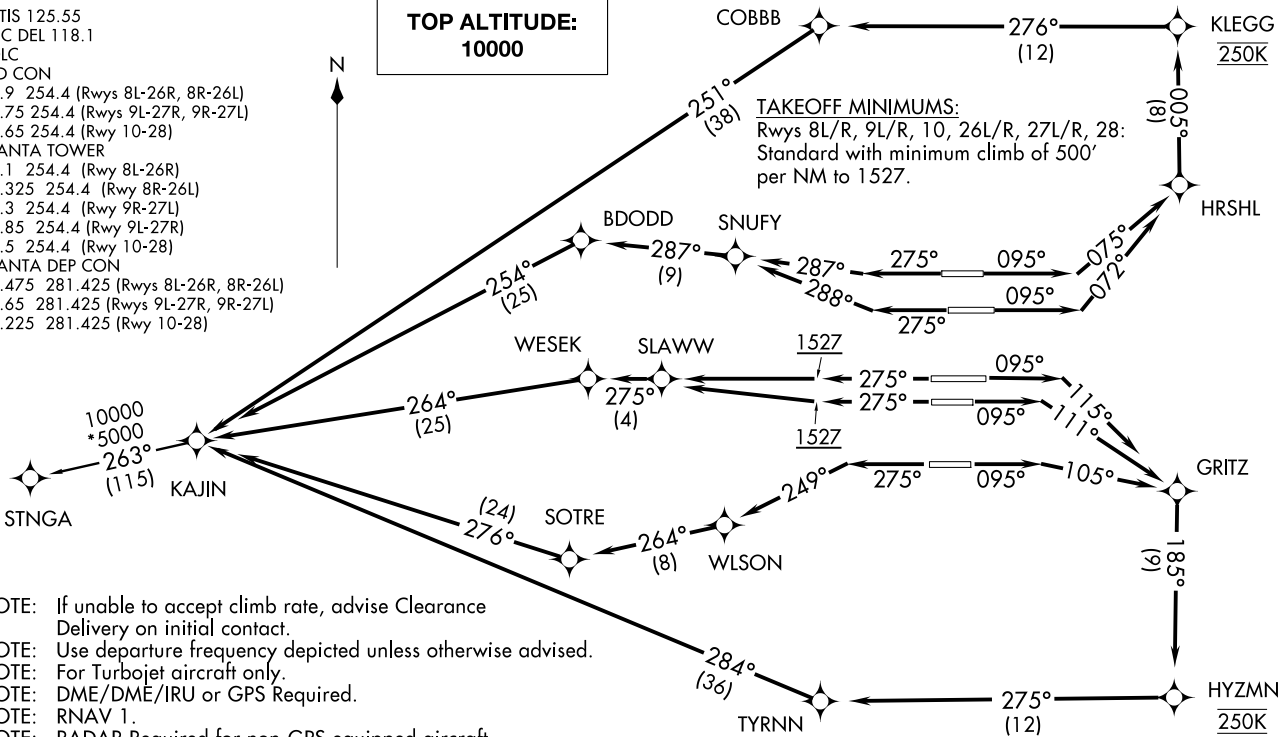 TIS 125.55
C DEL 118.1
LC
D CON
.9 254.4 (Rwys 8L-26R, 8R-26L)
.75 254.4 (Rwys 9L-27R, 9R-27L)
.65 254.4 (Rwy 10-28)
ANTA TOWER
.1 254.4 (Rwy 8L-26R)
.325 254.4 (Rwy 8R-26L)
.3 254.4 (Rwy 9R-27L)
.85 254.4 (Rwy 9L-27R)
.5 254.4 (Rwy 10-28)
ANTA DEP CON
.475 281.425 (Rwys 8L-26R, 8R-26L)
.65 281.425 (Rwys 9L-27R, 9R-27L)
.225 281.425 (Rwy 10-28)
N
TOP ALTITUDE:
10000
COBBB
276°
(12)
KLEGG
250K
251°
(38)
005°
(8)
TAKEOFF MINIMUMS:
Rwys 8L/R, 9L/R, 10, 26L/R, 27L/R, 28:
Standard with minimum climb of 500'
per NM to 1527.
HRSHL
BDODD
SNUFY
287°
(9)
287°
275°
095°
075°
288°
275°
095°
072°
254°
(25)
WESEK
SLAWW
1527
275°
095°
115°
264°
(25)
275°
(4)
275°
095°
111°
1527
10000
*5000
263°
(115)
KAJIN
STNGA
GRITZ
249°
275°
095°
105°
(24)
276°
SOTRE
264°
(8)
WLSON
185°
(9)
284°
(36)
TYRNN
275°
(12)
HYZMN
250K
OTE: If unable to accept climb rate, advise Clearance
Delivery on initial contact.
OTE: Use departure frequency depicted unless otherwise advised.
OTE: For Turbojet aircraft only.
OTE: DME/DME/IRU or GPS Required.
OTE: RNAV 1.
OTE: RADAR Required for non-GPS equipped aircraft.